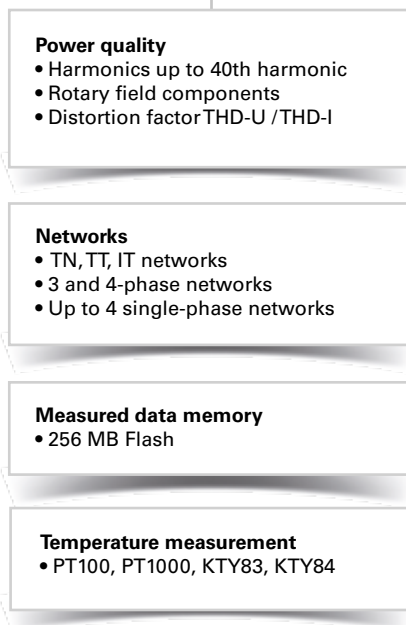 Power quality
• Harmonics up to 40th harmonic
• Rotary field components
• Distortion factor THD-U / THD-I
Networks
• TN, TT, IT networks
• 3 and 4-phase networks
• Up to 4 single-phase networks
Measured data memory
• 256 MB Flash
Temperature measurement
• PT100, PT1000, KTY83, KTY84